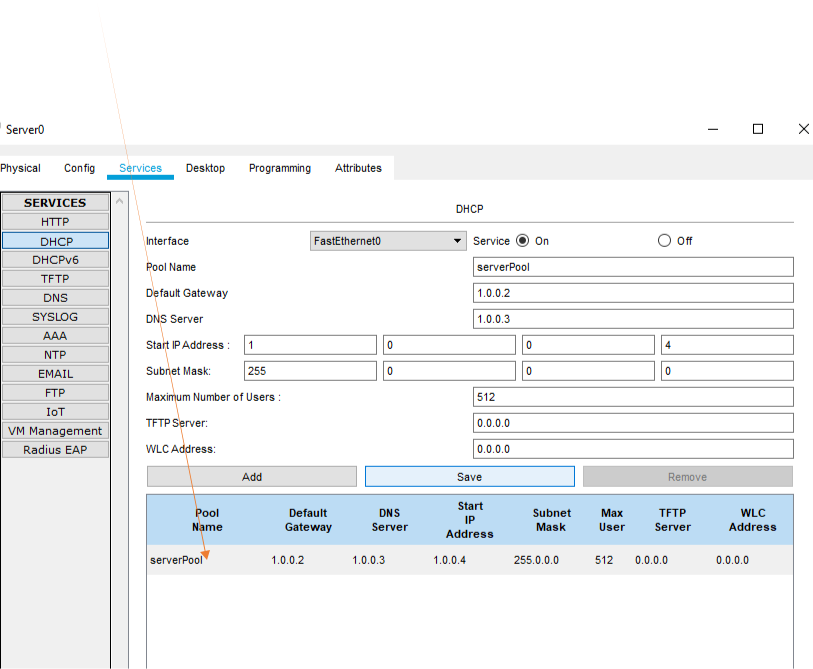 Server0
Physical Config Services Desktop Programming Attributes
SERVICES
HTTP
DHCP
DHCPv6
TFTP
DNS
SYSLOG
AAA
NTP
EMAIL
FTP
IoT
VM Management
Radius EAP
DHCP
Interface FastEthernet0 Service On Off
Pool Name serverPool
Default Gateway 1.0.0.2
DNS Server 1.0.0.3
Start IP Address : 1 0 0 4
Subnet Mask: 255 0 0 0
Maximum Number of Users : 512
TFTP Server: 0.0.0.0
WLC Address: 0.0.0.0
Add Save Remove
Pool Name Default Gateway DNS Server Start IP Address Subnet Mask Max User TFTP Server WLC Address
serverPool 1.0.0.2 1.0.0.3 1.0.0.4 255.0.0.0 512 0.0.0.0 0.0.0.0